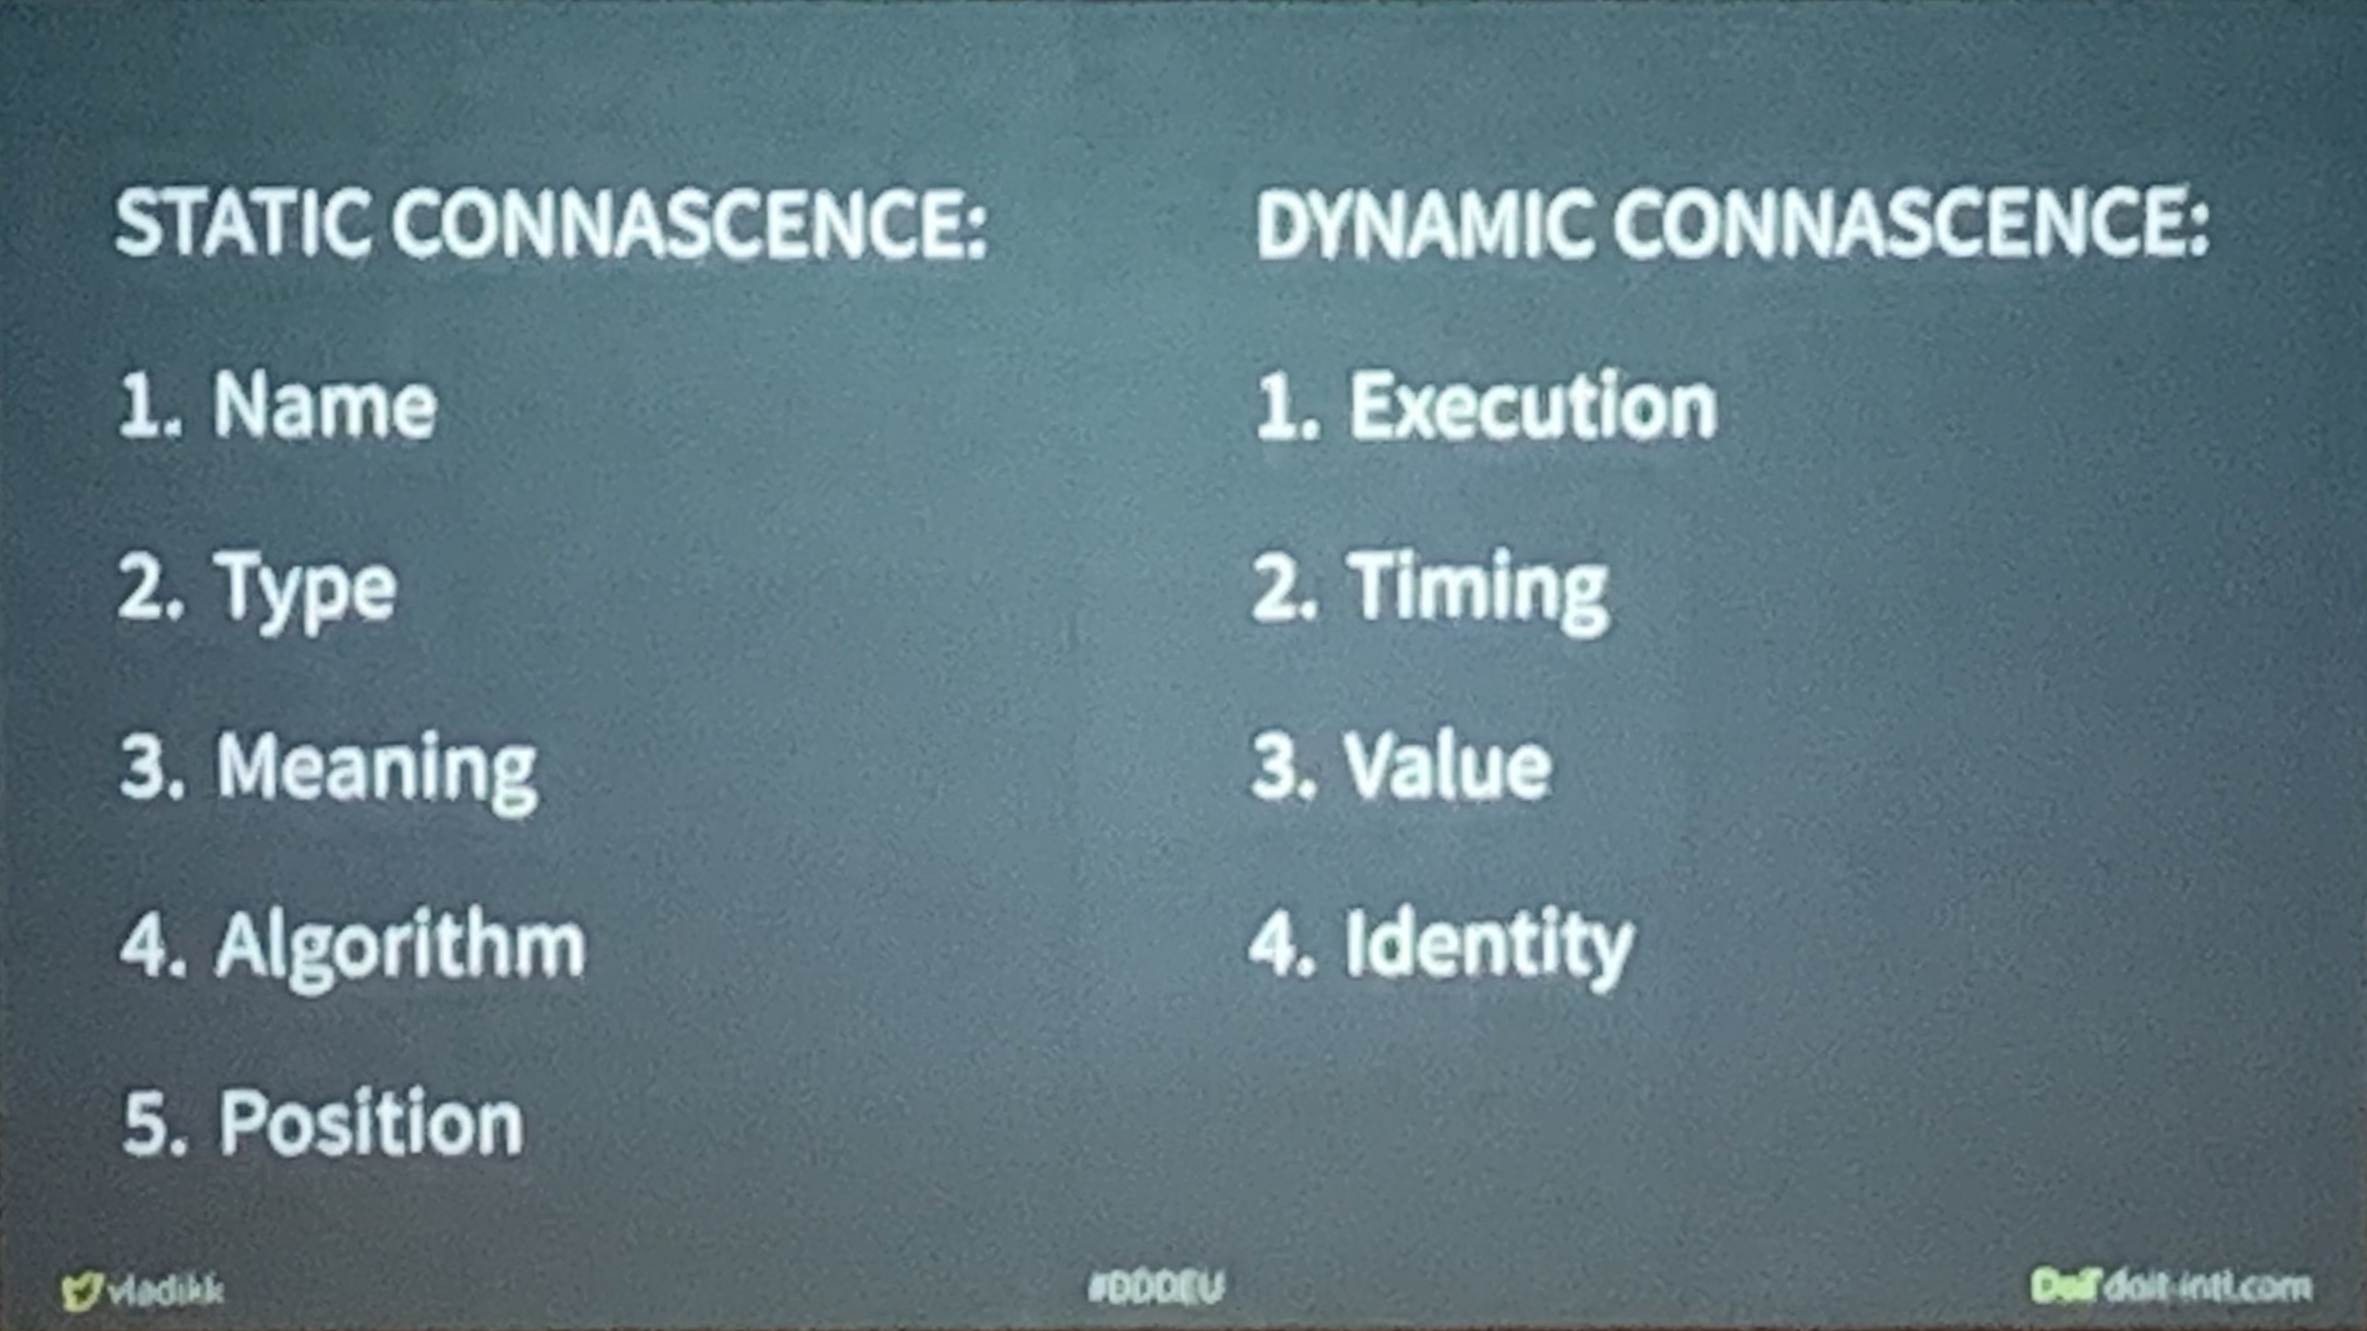 STATIC CONNASCENCE:
1. Name
2. Type
3. Meaning
4. Algorithm
5. Position
DYNAMIC CONNASCENCE:
1. Execution
2. Timing
3. Value
4. Identity
vladikk
#DDDEU
DoiT doit-intl.com